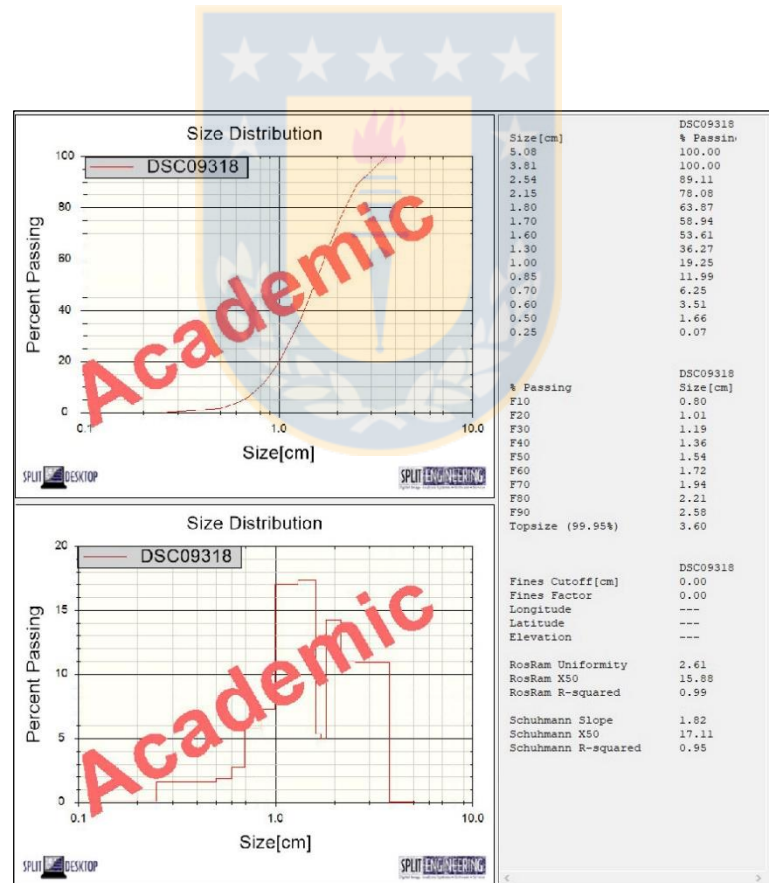 Size Distribution
DSC09318
100
80
60
40
20
0
Percent Passing
0.1
1.0
10.0
Size[cm]
Academic
SPLIT DESKTOP
SPLIT ENGINEERING
Size Distribution
DSC09318
20
15
10
5
0
Percent Passing
0.1
1.0
10.0
Size[cm]
Academic
SPLIT DESKTOP
SPLIT ENGINEERING
DSC09318
Size[cm] % Passin
5.08 100.00
3.81 100.00
2.54 89.11
2.15 78.08
1.80 63.87
1.70 58.94
1.60 53.61
1.30 36.27
1.00 19.25
0.85 11.99
0.70 6.25
0.60 3.51
0.50 1.66
0.25 0.07
DSC09318
% Passing Size[cm]
F10 0.80
F20 1.01
F30 1.19
F40 1.36
F50 1.54
F60 1.72
F70 1.94
F80 2.21
F90 2.58
Topsize (99.95%) 3.60
DSC09318
Fines Cutoff[cm] 0.00
Fines Factor 0.00
Longitude ---
Latitude ---
Elevation ---
RosRam Uniformity 2.61
RosRam X50 15.88
RosRam R-squared 0.99
Schuhmann Slope 1.82
Schuhmann X50 17.11
Schuhmann R-squared 0.95